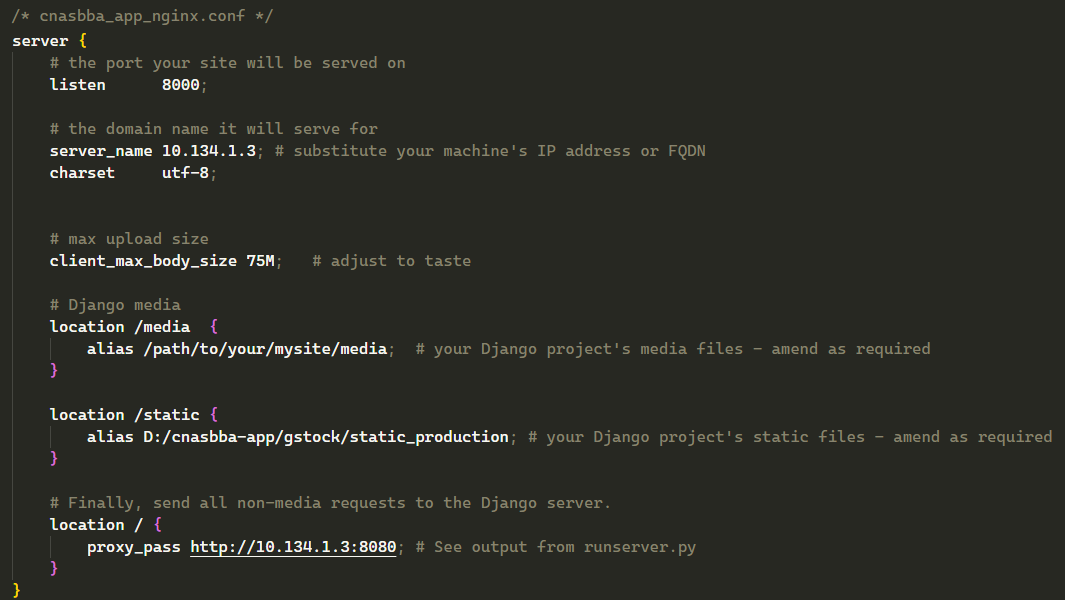 /* cnasbba_app_nginx.conf */
server {
# the port your site will be served on
listen      8000;
# the domain name it will serve for
server_name 10.134.1.3; # substitute your machine's IP address or FQDN
charset     utf-8;
# max upload size
client_max_body_size 75M;   # adjust to taste
# Django media
location /media  {
alias /path/to/your/mysite/media;  # your Django project's media files - amend as required
}
location /static {
alias D:/cnasbba-app/gstock/static_production; # your Django project's static files - amend as required
}
# Finally, send all non-media requests to the Django server.
location / {
proxy_pass http://10.134.1.3:8080; # See output from runserver.py
}
}